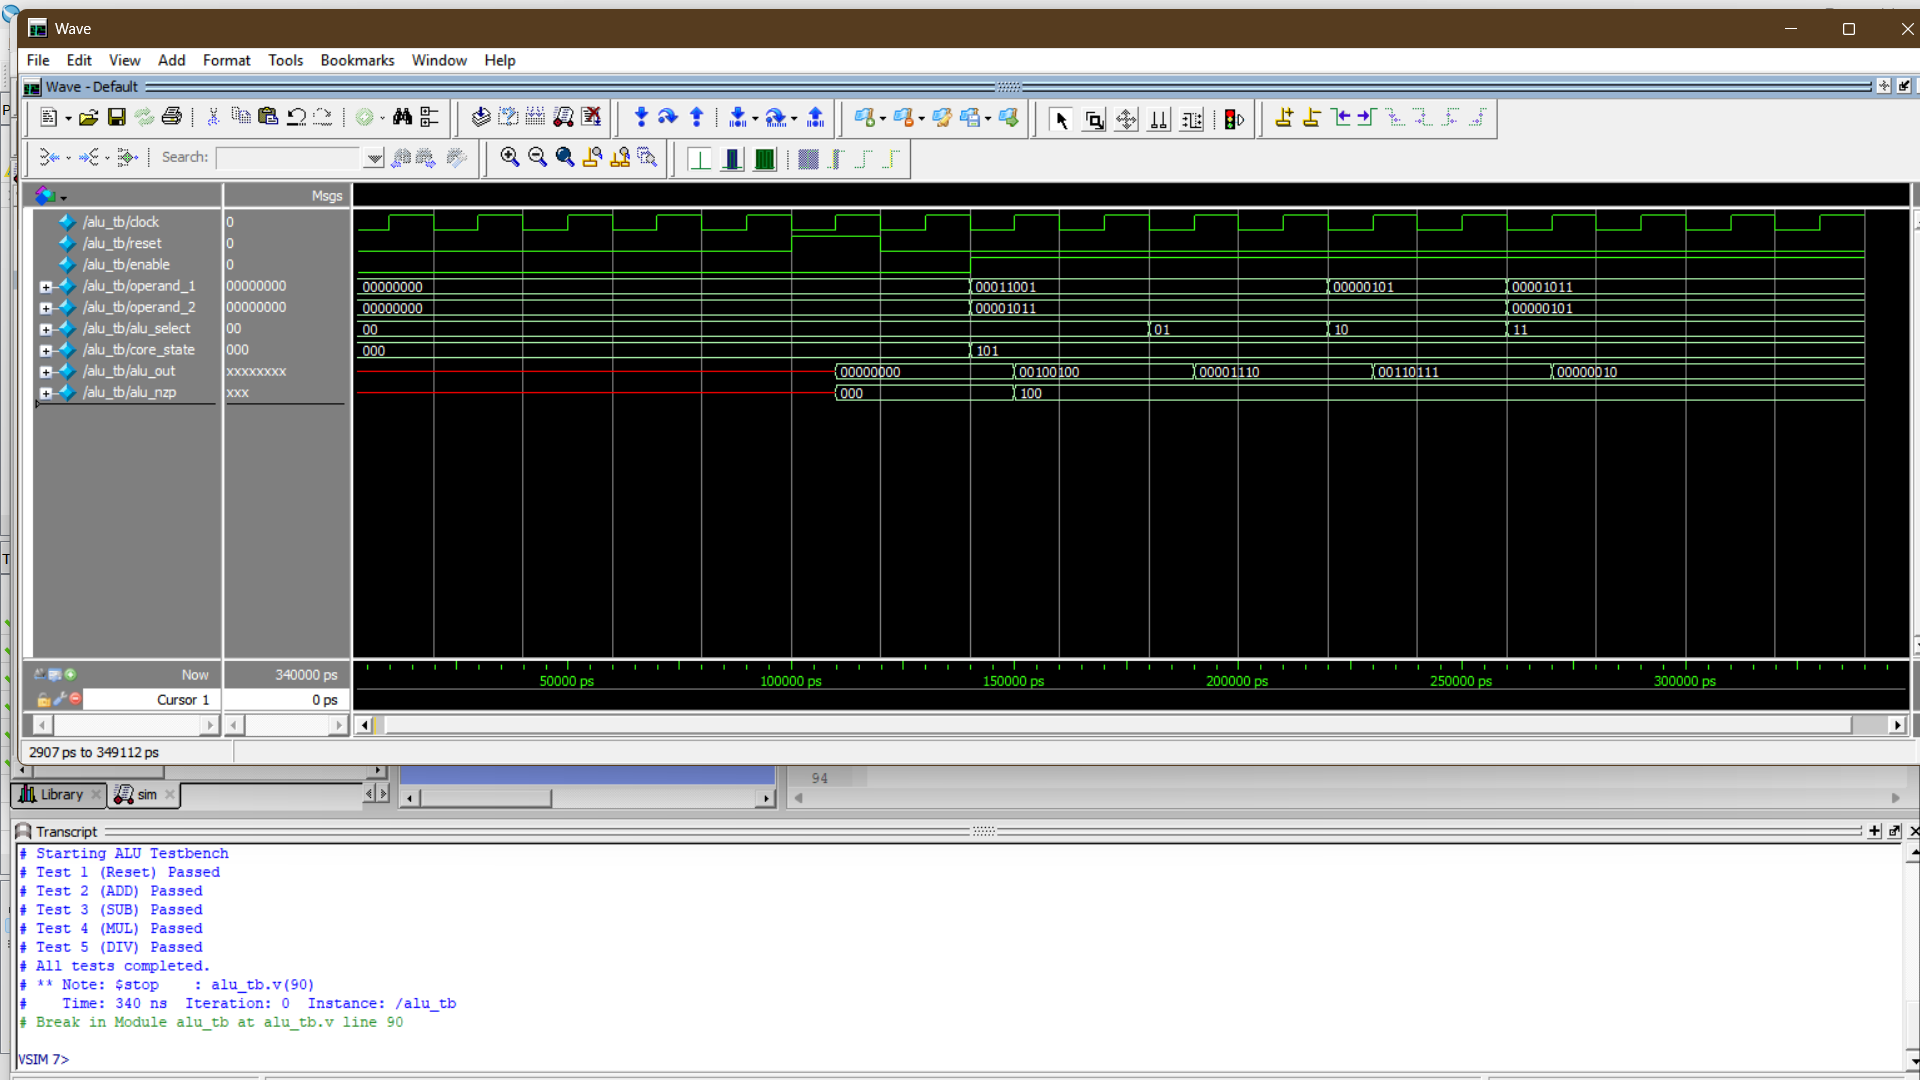 Wave
File Edit View Add Format Tools Bookmarks Window Help
Wave - Default
Search:
Msgs
/alu_tb/clock 0
/alu_tb/reset 0
/alu_tb/enable 0
/alu_tb/operand_1 00000000 00000000 00011001 00000101 00001011
/alu_tb/operand_2 00000000 00000000 00001011 00000101
/alu_tb/alu_select 00 00 01 10 11
/alu_tb/core_state 000 000 101
/alu_tb/alu_out xxxxxxxx 00000000 00100100 00001110 00110111 00000010
/alu_tb/alu_nzp xxx 000 100
Now 340000 ps 50000 ps 100000 ps 150000 ps 200000 ps 250000 ps 300000 ps
Cursor 1 0 ps
2907 ps to 349112 ps
94
Library sim
Transcript
# Starting ALU Testbench
# Test 1 (Reset) Passed
# Test 2 (ADD) Passed
# Test 3 (SUB) Passed
# Test 4 (MUL) Passed
# Test 5 (DIV) Passed
# All tests completed.
# ** Note: $stop : alu_tb.v(90)
# Time: 340 ns Iteration: 0 Instance: /alu_tb
# Break in Module alu_tb at alu_tb.v line 90
VSIM 7>